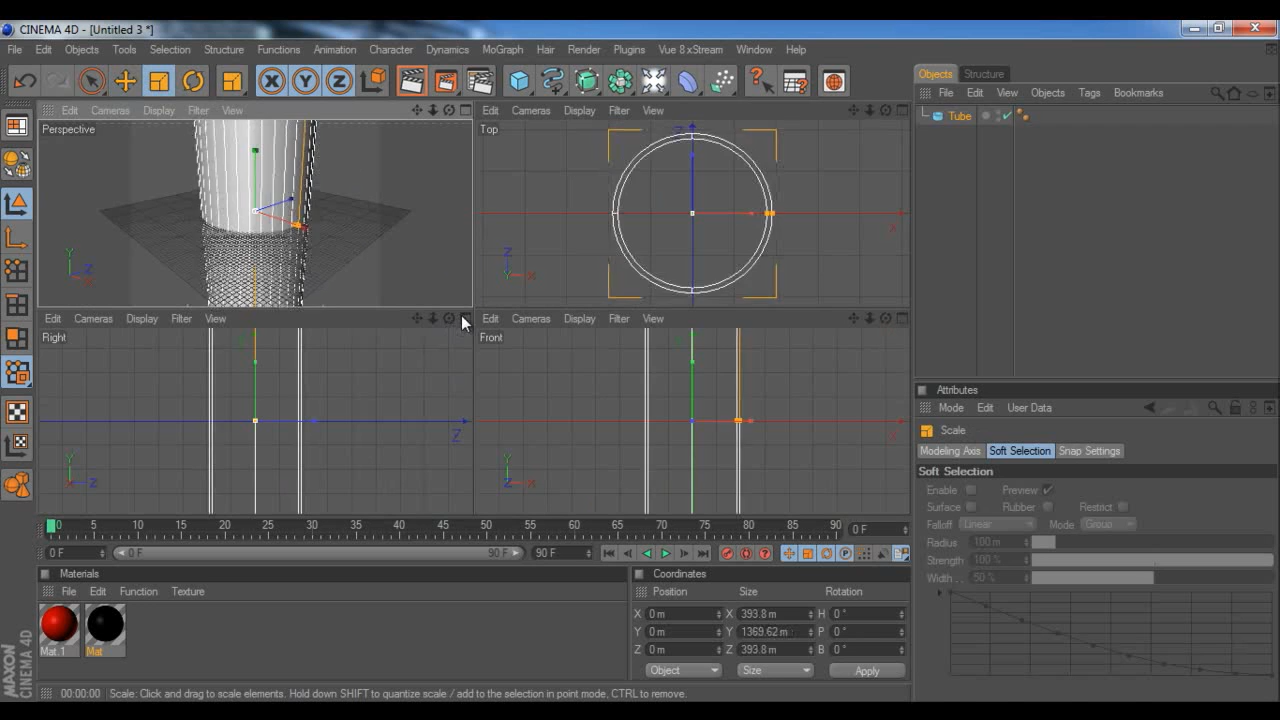 CINEMA 4D - [Untitled 3 *]
File Edit Objects Tools Selection Structure Functions Animation Character Dynamics MoGraph Hair Render Plugins Vue 8 xStream Window Help
X Y Z
Objects Structure
File Edit View Objects Tags Bookmarks
Tube
Edit Cameras Display Filter View
Edit Cameras Display Filter View
Perspective
Top
Y
Z
X
Z
Z
Y
X
X
Edit Cameras Display Filter View
Edit Cameras Display Filter View
Right
Front
Y
X
Z
Z
Y
Z
X
X
Attributes
Mode Edit User Data
Scale
Modeling Axis Soft Selection Snap Settings
Soft Selection
Enable Preview
Surface Rubber Restrict
Falloff Linear Mode Group
Radius 100 m
Strength 100 %
Width . . 50 %
0 5 10 15 20 25 30 35 40 45 50 55 60 65 70 75 80 85 90 0 F
0 F 0 F 90 F 90 F
Materials
File Edit Function Texture
Mat.1 Mat
Coordinates
Position Size Rotation
X 0 m X 393.8 m H 0 °
Y 0 m Y 1369.62 m P 0 °
Z 0 m Z 393.8 m B 0 °
Object Size Apply
MAXON
CINEMA 4D
00:00:00 Scale: Click and drag to scale elements. Hold down SHIFT to quantize scale / add to the selection in point mode, CTRL to remove.